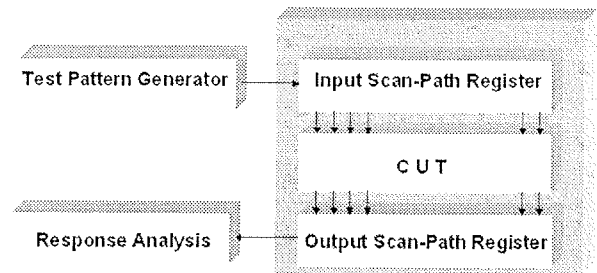 Test Pattern Generator
Input Scan-Path Register
C U T
Response Analysis
Output Scan-Path Register